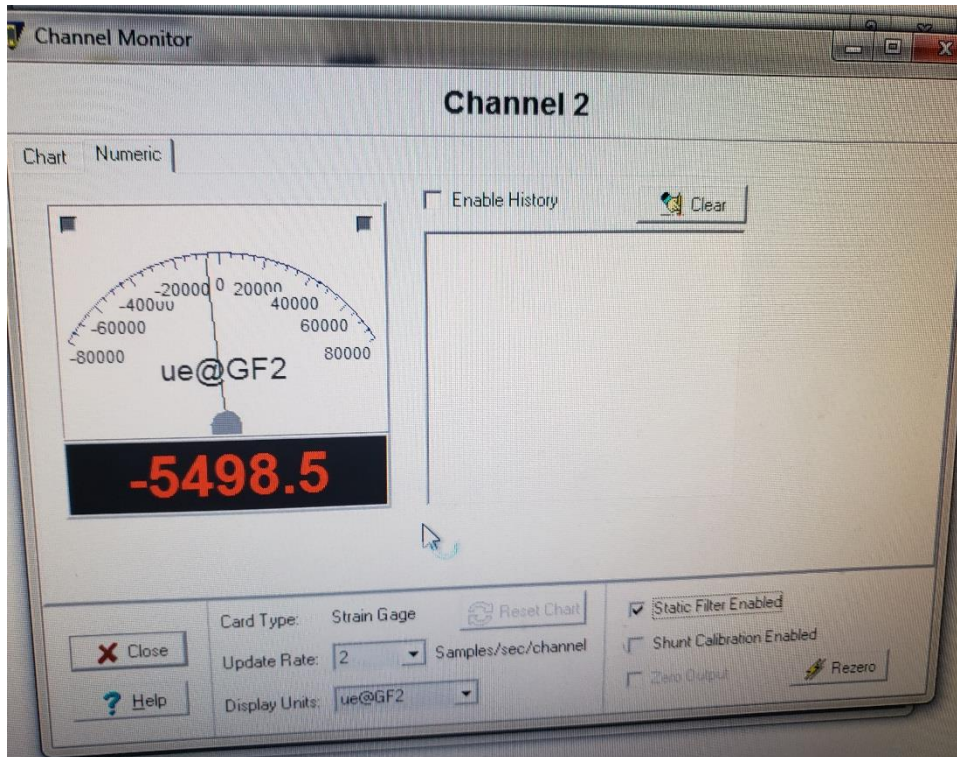 Channel Monitor
Channel 2
Chart Numeric
Enable History
Clear
-80000
-60000
-40000
-20000
0
20000
40000
60000
80000
ue@GF2
-5498.5
Close
Help
Card Type: Strain Gage
Reset Chart
Update Rate: 2 Samples/sec/channel
Display Units: ue@GF2
Static Filter Enabled
Shunt Calibration Enabled
Zero Output
Rezero